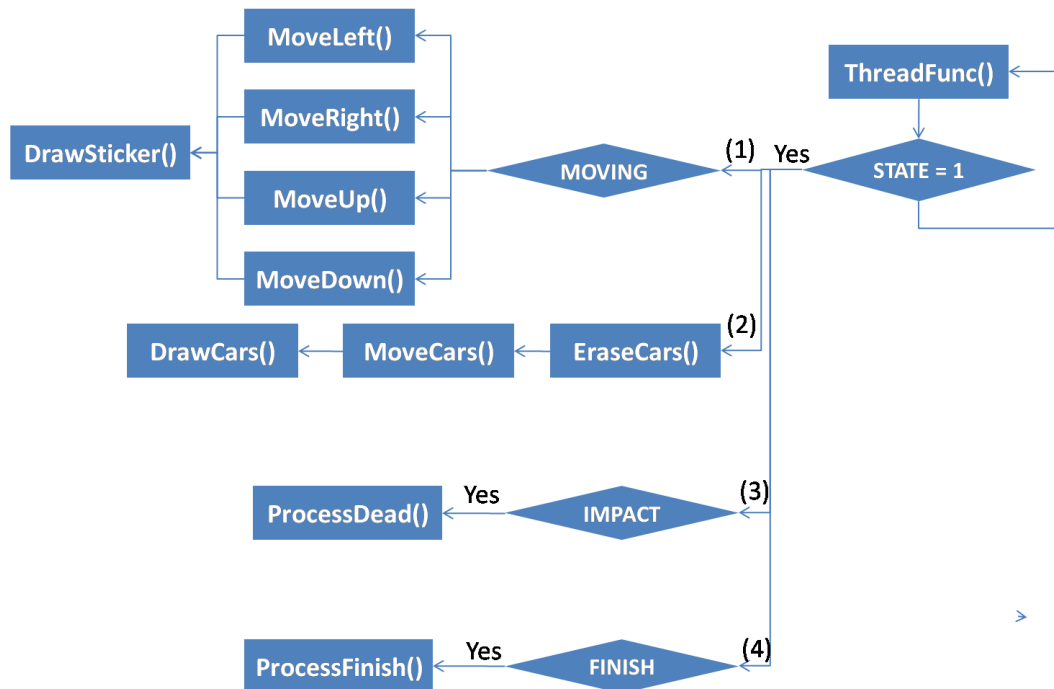 MoveLeft()
ThreadFunc()
MoveRight()
DrawSticker()
(1)
Yes
MOVING
STATE = 1
MoveUp()
MoveDown()
(2)
DrawCars()
MoveCars()
EraseCars()
Yes
(3)
ProcessDead()
IMPACT
Yes
(4)
ProcessFinish()
FINISH